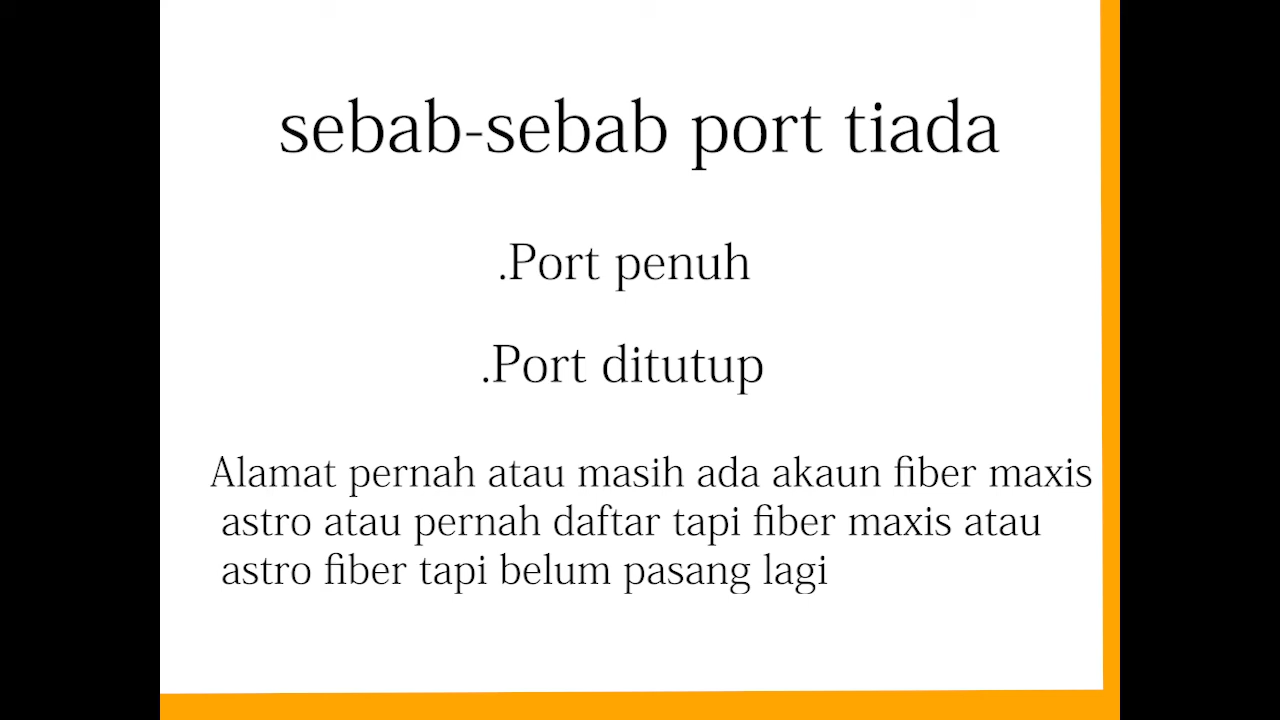 sebab-sebab port tiada
.Port penuh
.Port ditutup
Alamat pernah atau masih ada akaun fiber maxis
astro atau pernah daftar tapi fiber maxis atau
astro fiber tapi belum pasang lagi